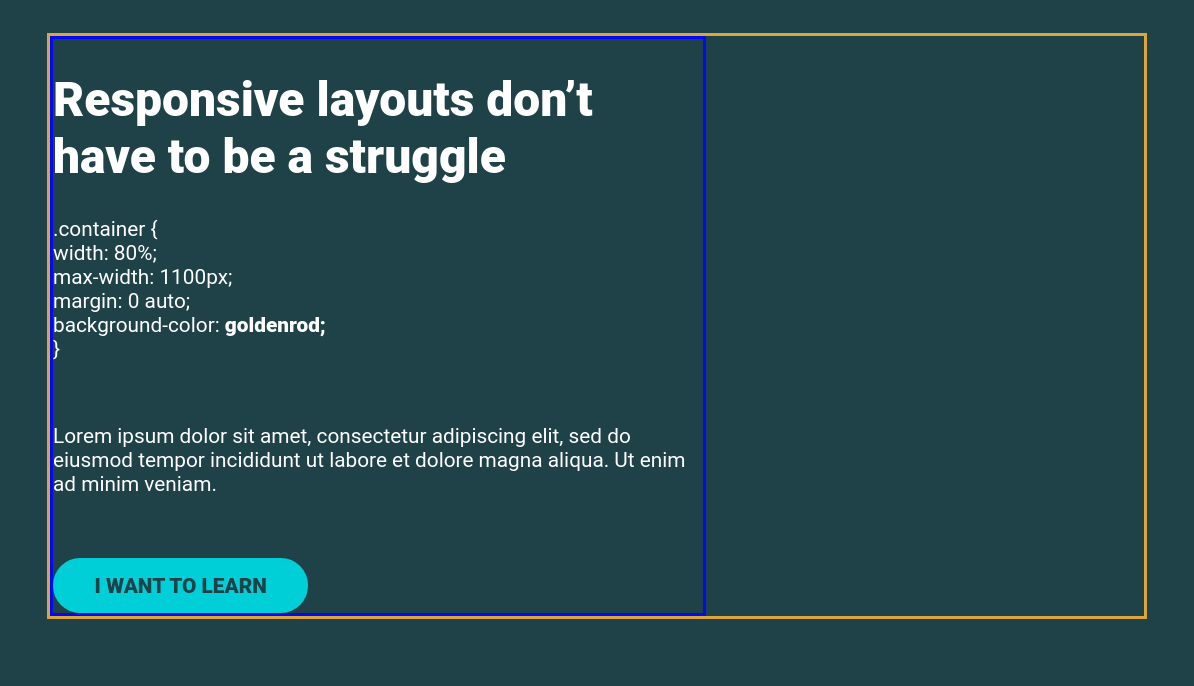 Responsive layouts don’t
have to be a struggle
.container {
width: 80%;
max-width: 1100px;
margin: 0 auto;
background-color: goldenrod;
}
Lorem ipsum dolor sit amet, consectetur adipiscing elit, sed do
eiusmod tempor incididunt ut labore et dolore magna aliqua. Ut enim
ad minim veniam.
I WANT TO LEARN